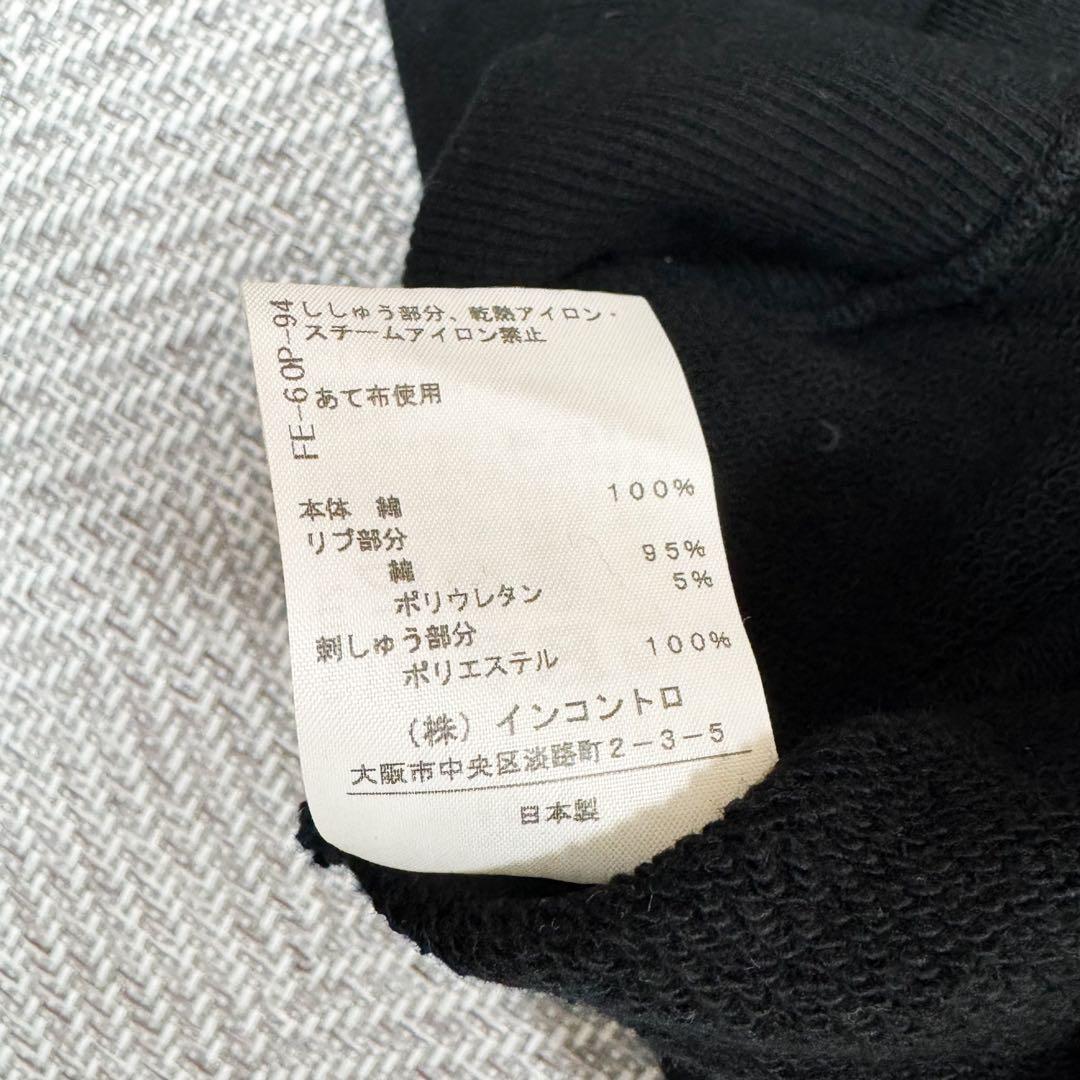 FE-60P-94
ししゅう部分、乾熱アイロン・
スチームアイロン禁止
あて布使用
本体 綿 100%
リブ部分
綿 95%
ポリウレタン 5%
刺しゅう部分
ポリエステル 100%
(株)インコントロ
大阪市中央区淡路町2-3-5
日本製